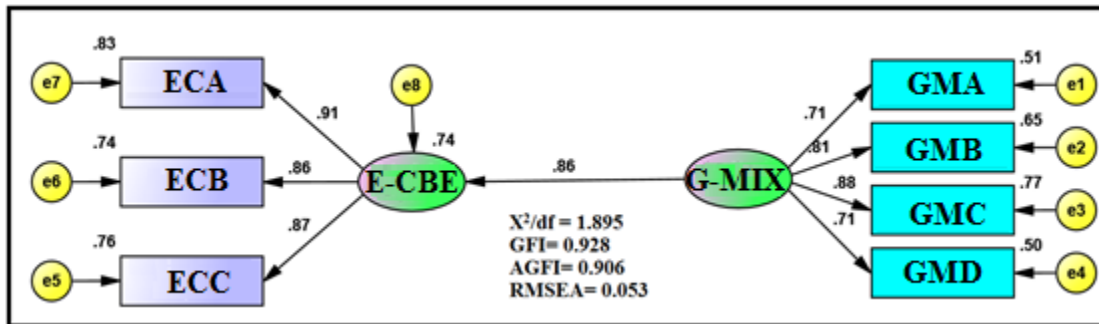 .83
e7
ECA
.91
e8
.74
.74
e6
ECB
.86
E-CBE
.86
G-MIX
.87
.76
e5
ECC
X²/df = 1.895
GFI= 0.928
AGFI= 0.906
RMSEA= 0.053
.51
GMA
e1
.71
.65
GMB
e2
.81
.77
GMC
e3
.88
.50
GMD
e4
.71